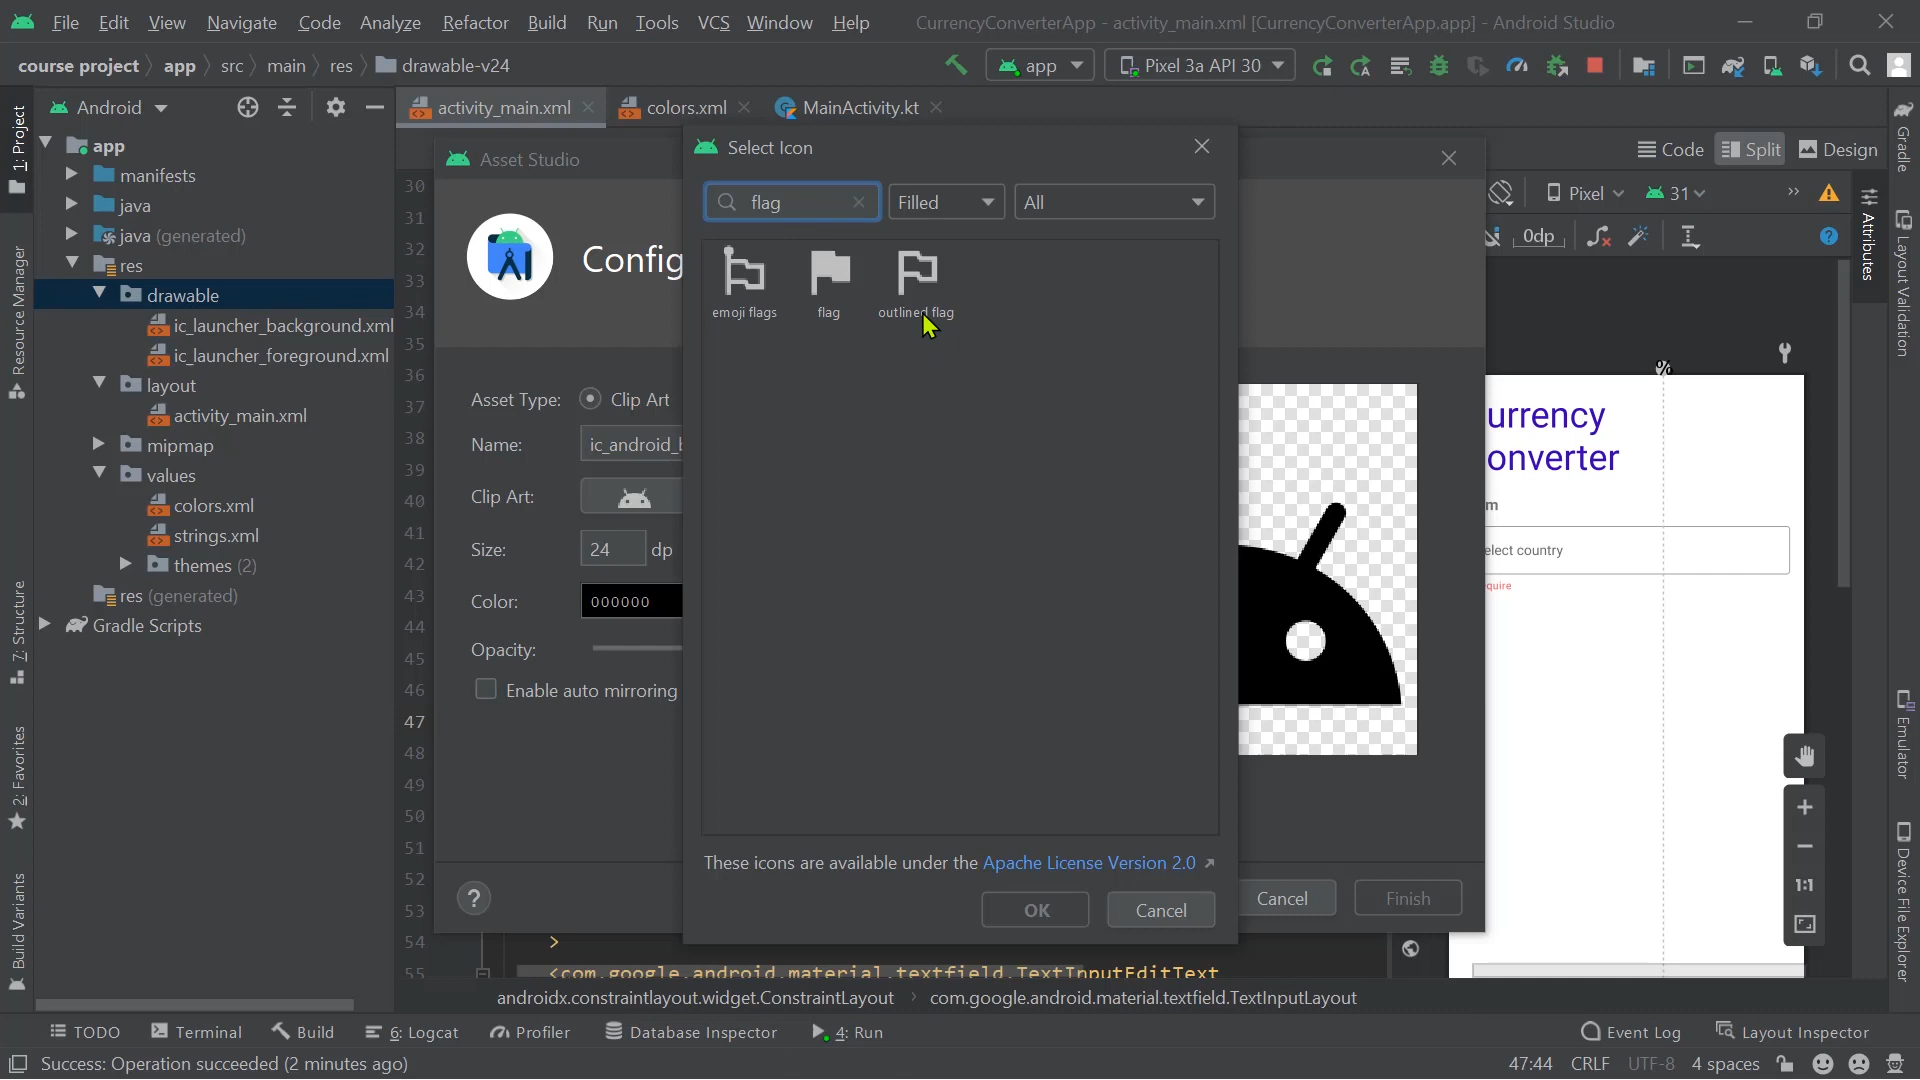 File Edit View Navigate Code Analyze Refactor Build Run Tools VCS Window Help CurrencyConverterApp - activity_main.xml [CurrencyConverterApp.app] - Android Studio
course project app src main res drawable-v24 app Pixel 3a API 30
Android activity_main.xml colors.xml MainActivity.kt
1: Project
Resource Manager
7: Structure
2: Favorites
Build Variants
app
manifests
java
java (generated)
res
drawable
ic_launcher_background.xml
ic_launcher_foreground.xml
layout
activity_main.xml
mipmap
values
colors.xml
strings.xml
themes (2)
res (generated)
Gradle Scripts
30
31
32
33
34
35
36
37
38
39
40
41
42
43
44
45
46
47
48
49
50
51
52
53
54
55
Asset Studio
Config
Asset Type: Clip Art
Name: ic_android_b
Clip Art:
Size: 24 dp
Color: 000000
Opacity:
Enable auto mirroring
?
Cancel Finish
Select Icon
flag Filled All
emoji flags flag outlined flag
These icons are available under the Apache License Version 2.0
OK Cancel
>
<com.google.android.material.textfield.TextInputEditText
androidx.constraintlayout.widget.ConstraintLayout com.google.android.material.textfield.TextInputLayout
Code Split Design
Pixel 31 »
0dp ?
%
urrency
onverter
m
elect country
quire
1:1
Gradle
Layout Validation
Attributes
Emulator
Device File Explorer
TODO Terminal Build 6: Logcat Profiler Database Inspector 4: Run Event Log Layout Inspector
Success: Operation succeeded (2 minutes ago) 47:44 CRLF UTF-8 4 spaces